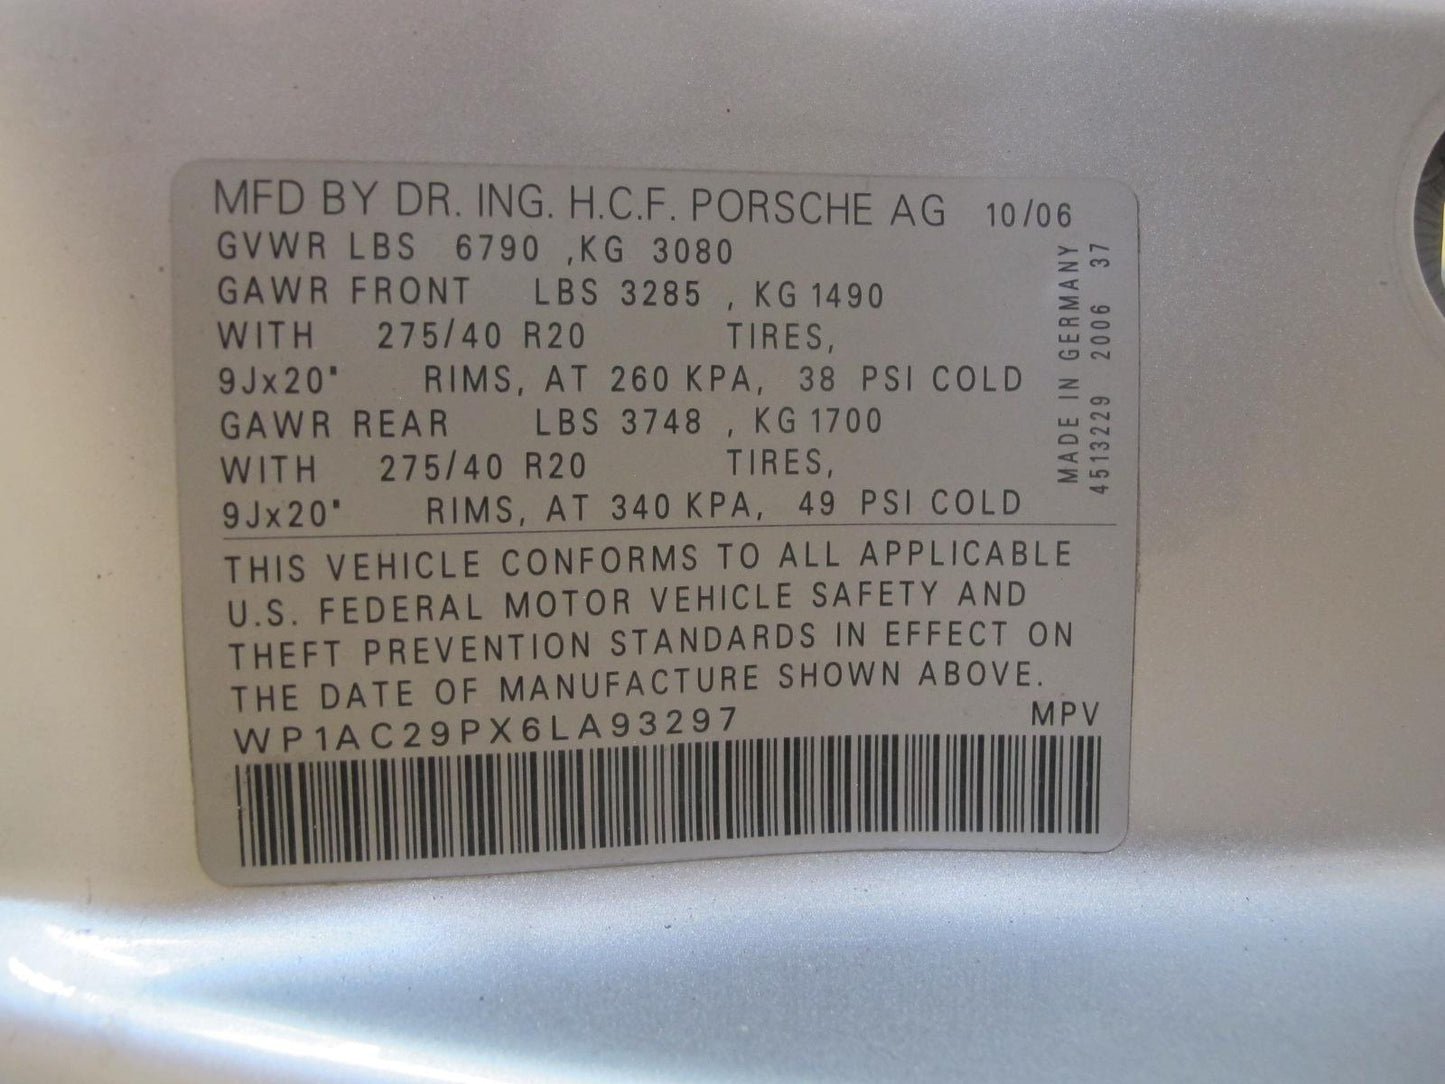 MFD BY DR. ING. H.C.F. PORSCHE AG 10/06
GVWR LBS 6790 ,KG 3080
GAWR FRONT LBS 3285 , KG 1490
WITH 275/40 R20 TIRES,
9Jx20" RIMS, AT 260 KPA, 38 PSI COLD
GAWR REAR LBS 3748 , KG 1700
WITH 275/40 R20 TIRES,
9Jx20" RIMS, AT 340 KPA, 49 PSI COLD
MADE IN GERMANY
4513229 2006 37
THIS VEHICLE CONFORMS TO ALL APPLICABLE
U.S. FEDERAL MOTOR VEHICLE SAFETY AND
THEFT PREVENTION STANDARDS IN EFFECT ON
THE DATE OF MANUFACTURE SHOWN ABOVE.
WP1AC29PX6LA93297 MPV